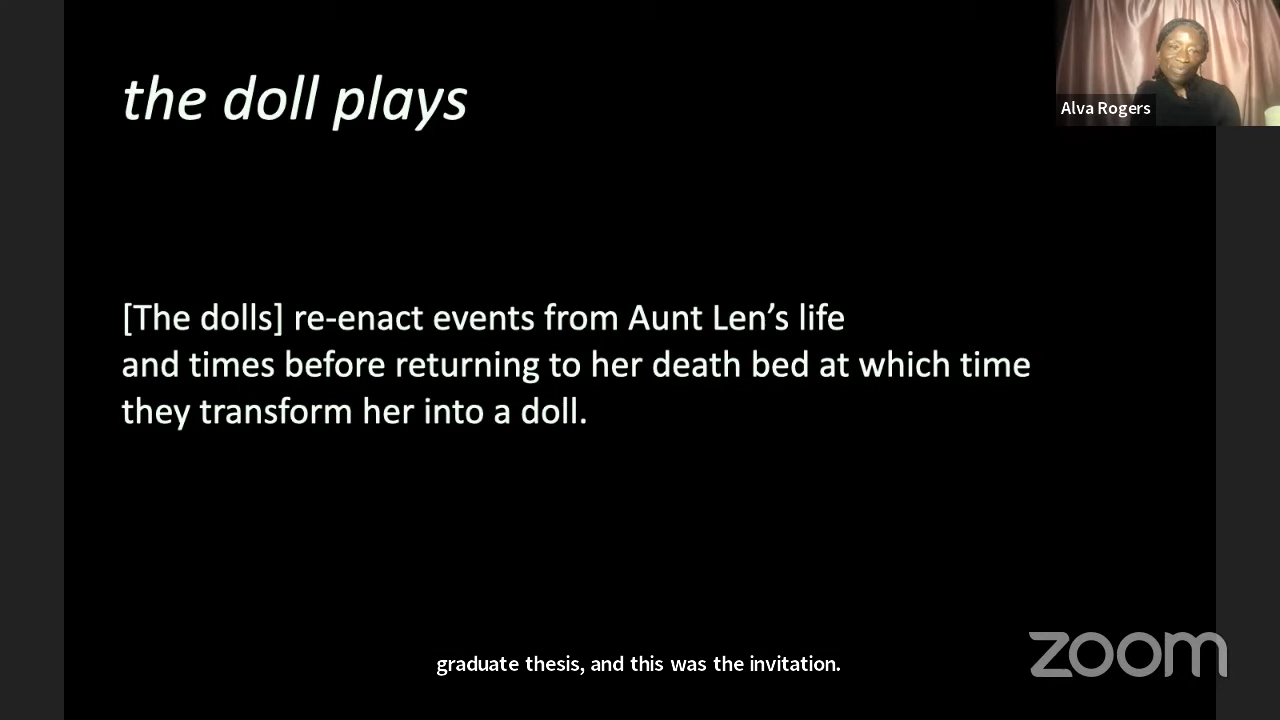 the doll plays
Alva Rogers
[The dolls] re-enact events from Aunt Len’s life
and times before returning to her death bed at which time
they transform her into a doll.
graduate thesis, and this was the invitation.
zoom